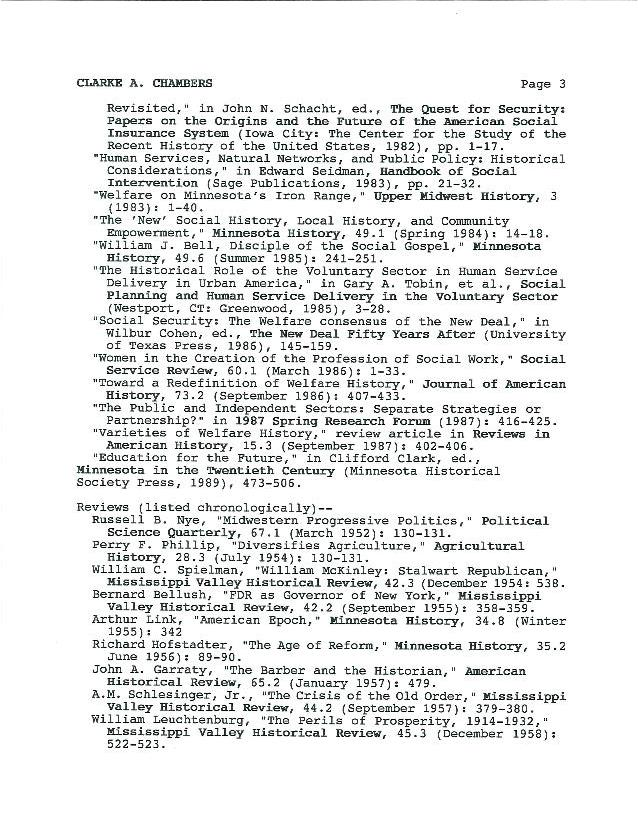 CLARKE A. CHAMBERS Page 3
Revisited," in John N. Schacht, ed., The Quest for Security:
Papers on the Origins and the Future of the American Social
Insurance System (Iowa City: The Center for the Study of the
Recent History of the United States, 1982), pp. 1-17.
"Human Services, Natural Networks, and Public Policy: Historical
Considerations," in Edward Seidman, Handbook of Social
Intervention (Sage Publications, 1983), pp. 21-32.
"Welfare on Minnesota's Iron Range," Upper Midwest History, 3
(1983): 1-40.
"The 'New' Social History, Local History, and Community
Empowerment," Minnesota History, 49.1 (Spring 1984): 14-18.
"William J. Bell, Disciple of the Social Gospel," Minnesota
History, 49.6 (Summer 1985): 241-251.
"The Historical Role of the Voluntary Sector in Human Service
Delivery in Urban America," in Gary A. Tobin, et al., Social
Planning and Human Service Delivery in the Voluntary Sector
(Westport, CT: Greenwood, 1985), 3-28.
"Social Security: The Welfare consensus of the New Deal," in
Wilbur Cohen, ed., The New Deal Fifty Years After (University
of Texas Press, 1986), 145-159.
"Women in the Creation of the Profession of Social Work," Social
Service Review, 60.1 (March 1986): 1-33.
"Toward a Redefinition of Welfare History," Journal of American
History, 73.2 (September 1986): 407-433.
"The Public and Independent Sectors: Separate Strategies or
Partnership?" in 1987 Spring Research Forum (1987): 416-425.
"Varieties of Welfare History," review article in Reviews in
American History, 15.3 (September 1987): 402-406.
"Education for the Future," in Clifford Clark, ed.,
Minnesota in the Twentieth Century (Minnesota Historical
Society Press, 1989), 473-506.
Reviews (listed chronologically)--
Russell B. Nye, "Midwestern Progressive Politics," Political
Science Quarterly, 67.1 (March 1952): 130-131.
Perry F. Phillip, "Diversifies Agriculture," Agricultural
History, 28.3 (July 1954): 130-131.
William C. Spielman, "William McKinley: Stalwart Republican,"
Mississippi Valley Historical Review, 42.3 (December 1954: 538.
Bernard Bellush, "FDR as Governor of New York," Mississippi
Valley Historical Review, 42.2 (September 1955): 358-359.
Arthur Link, "American Epoch," Minnesota History, 34.8 (Winter
1955): 342
Richard Hofstadter, "The Age of Reform," Minnesota History, 35.2
June 1956): 89-90.
John A. Garraty, "The Barber and the Historian," American
Historical Review, 65.2 (January 1957): 479.
A.M. Schlesinger, Jr., "The Crisis of the Old Order," Mississippi
Valley Historical Review, 44.2 (September 1957): 379-380.
William Leuchtenburg, "The Perils of Prosperity, 1914-1932,"
Mississippi Valley Historical Review, 45.3 (December 1958):
522-523.